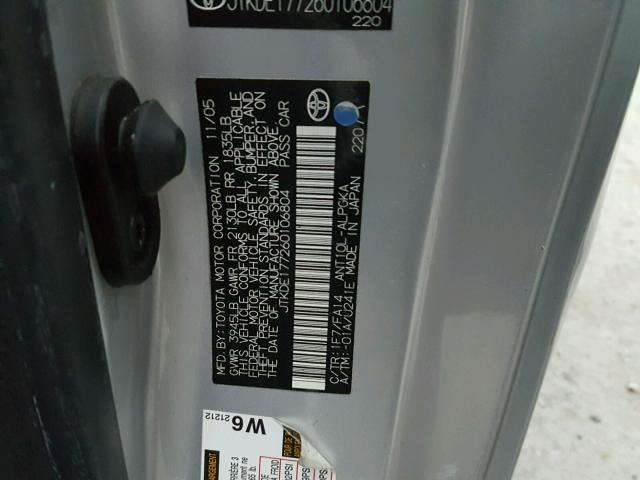 JTKDE177260106804
220
MFD. BY: TOYOTA MOTOR CORPORATION 11/05
GVWR 3945LB GAWR FR 2130LB RR 1835LB
THIS VEHICLE CONFORMS TO ALL APPLICABLE
FEDERAL MOTOR VEHICLE SAFETY, BUMPER, AND
THEFT PREVENTION STANDARDS IN EFFECT ON
THE DATE OF MANUFACTURE SHOWN ABOVE.
JTKDE177260106804 PASS CAR
C/TR: 1F7/FA14 ANT10L-ALPGKA
A/TM: -01A/U241E MADE IN JAPAN
220
W6
21212